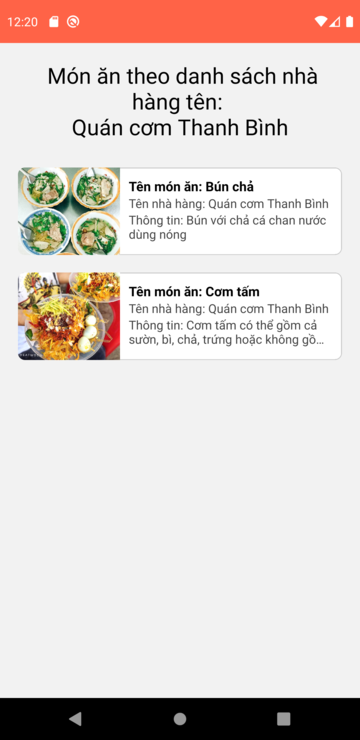 12:20
Món ăn theo danh sách nhà
hàng tên:
Quán cơm Thanh Bình
Tên món ăn: Bún chả
Tên nhà hàng: Quán cơm Thanh Bình
Thông tin: Bún với chả cá chan nước
dùng nóng
Tên món ăn: Cơm tấm
Tên nhà hàng: Quán cơm Thanh Bình
Thông tin: Cơm tấm có thể gồm cả
sườn, bì, chả, trứng hoặc không gồ...